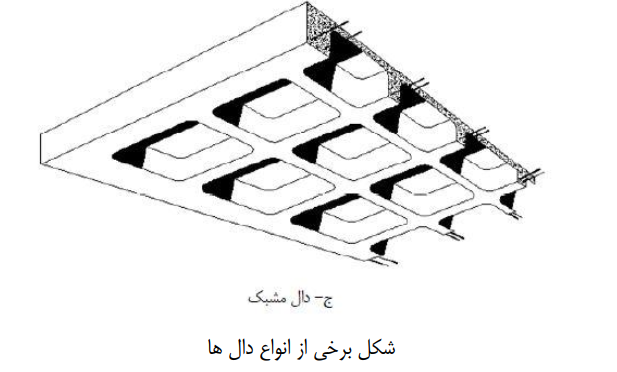 ج- دال مشبک
شکل برخی از انواع دال ها